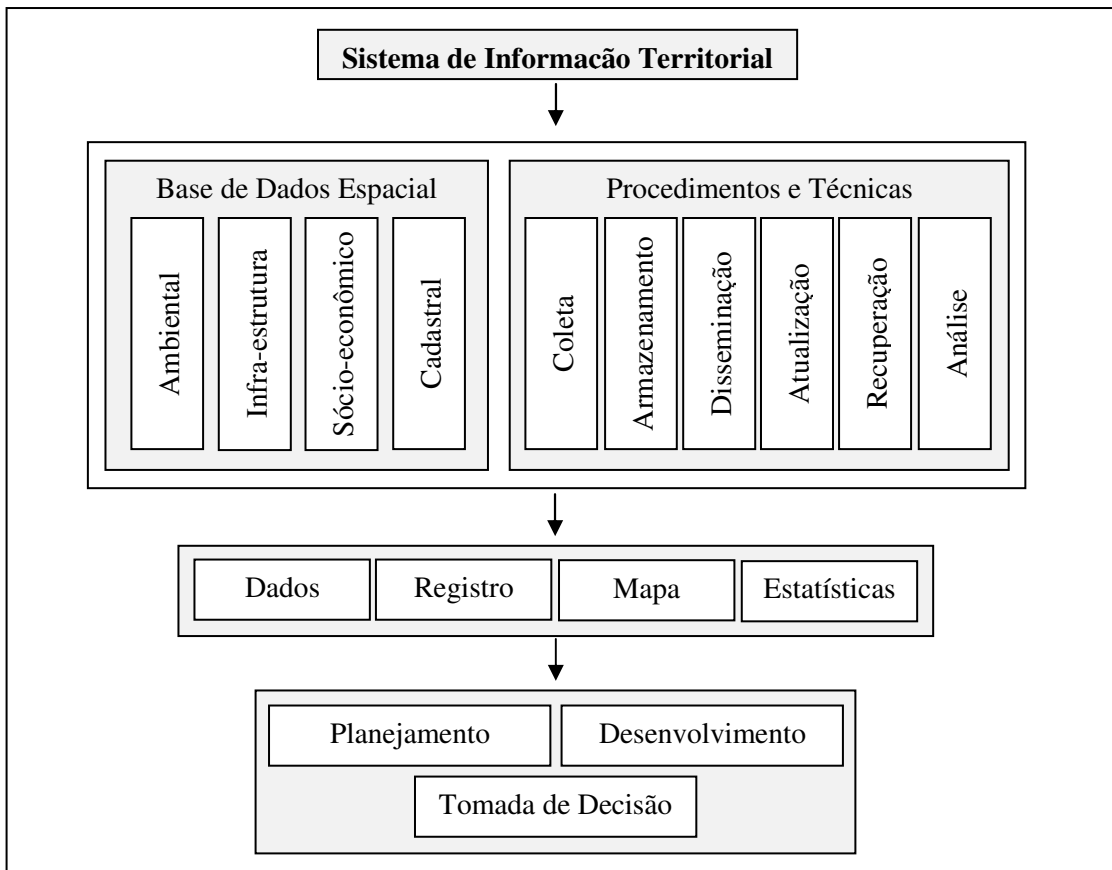 Sistema de Informacão Territorial
Base de Dados Espacial
Ambiental
Infra-estrutura
Sócio-econômico
Cadastral
Procedimentos e Técnicas
Coleta
Armazenamento
Disseminação
Atualização
Recuperação
Análise
Dados
Registro
Mapa
Estatísticas
Planejamento
Desenvolvimento
Tomada de Decisão